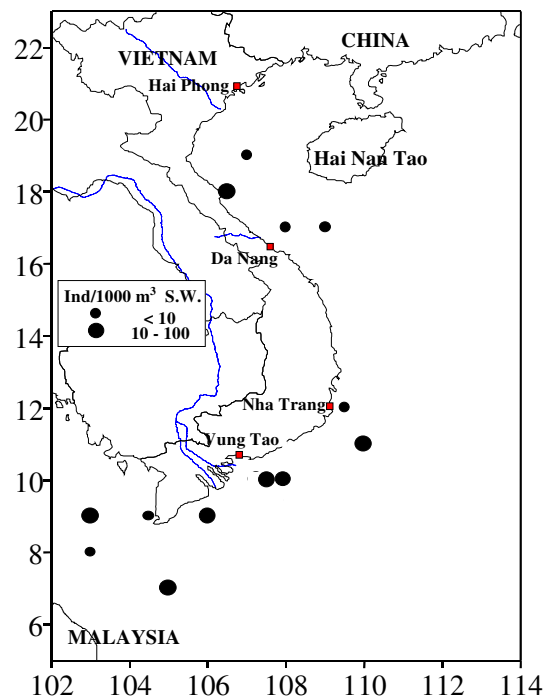 CHINA
VIETNAM
Hai Phong
Hai Nan Tao
Da Nang
Ind/1000 m³ S.W.
< 10
10 - 100
Nha Trang
Vung Tao
MALAYSIA
22
20
18
16
14
12
10
8
6
102 104 106 108 110 112 114